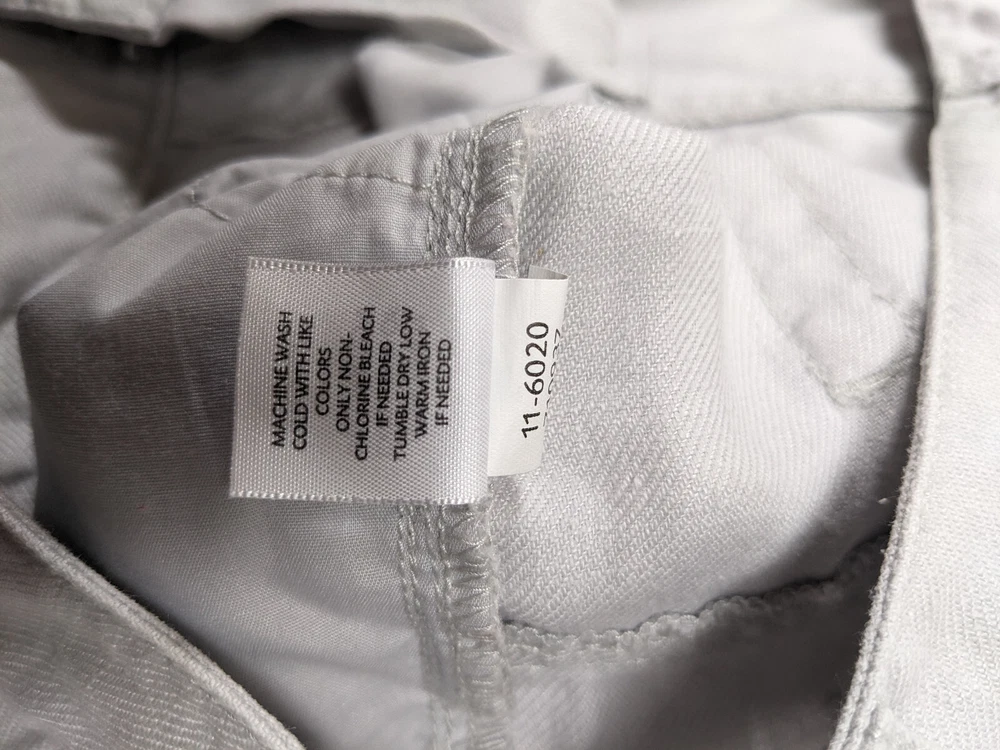 MACHINE WASH
COLD WITH LIKE
COLORS
ONLY NON-
CHLORINE BLEACH
IF NEEDED
TUMBLE DRY LOW
WARM IRON
IF NEEDED
11-6020